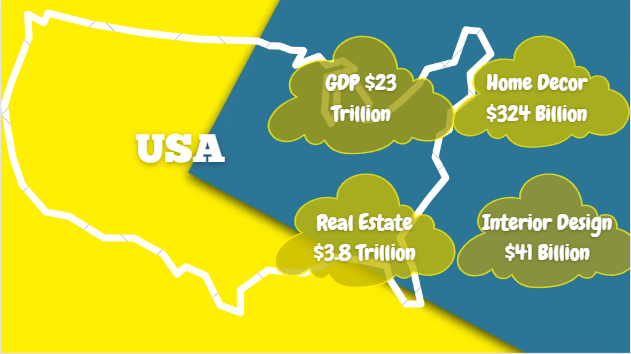 GDP $23
Trillion
Home Decor
$324 Billion
USA
Real Estate
$3.8 Trillion
Interior Design
$41 Billion